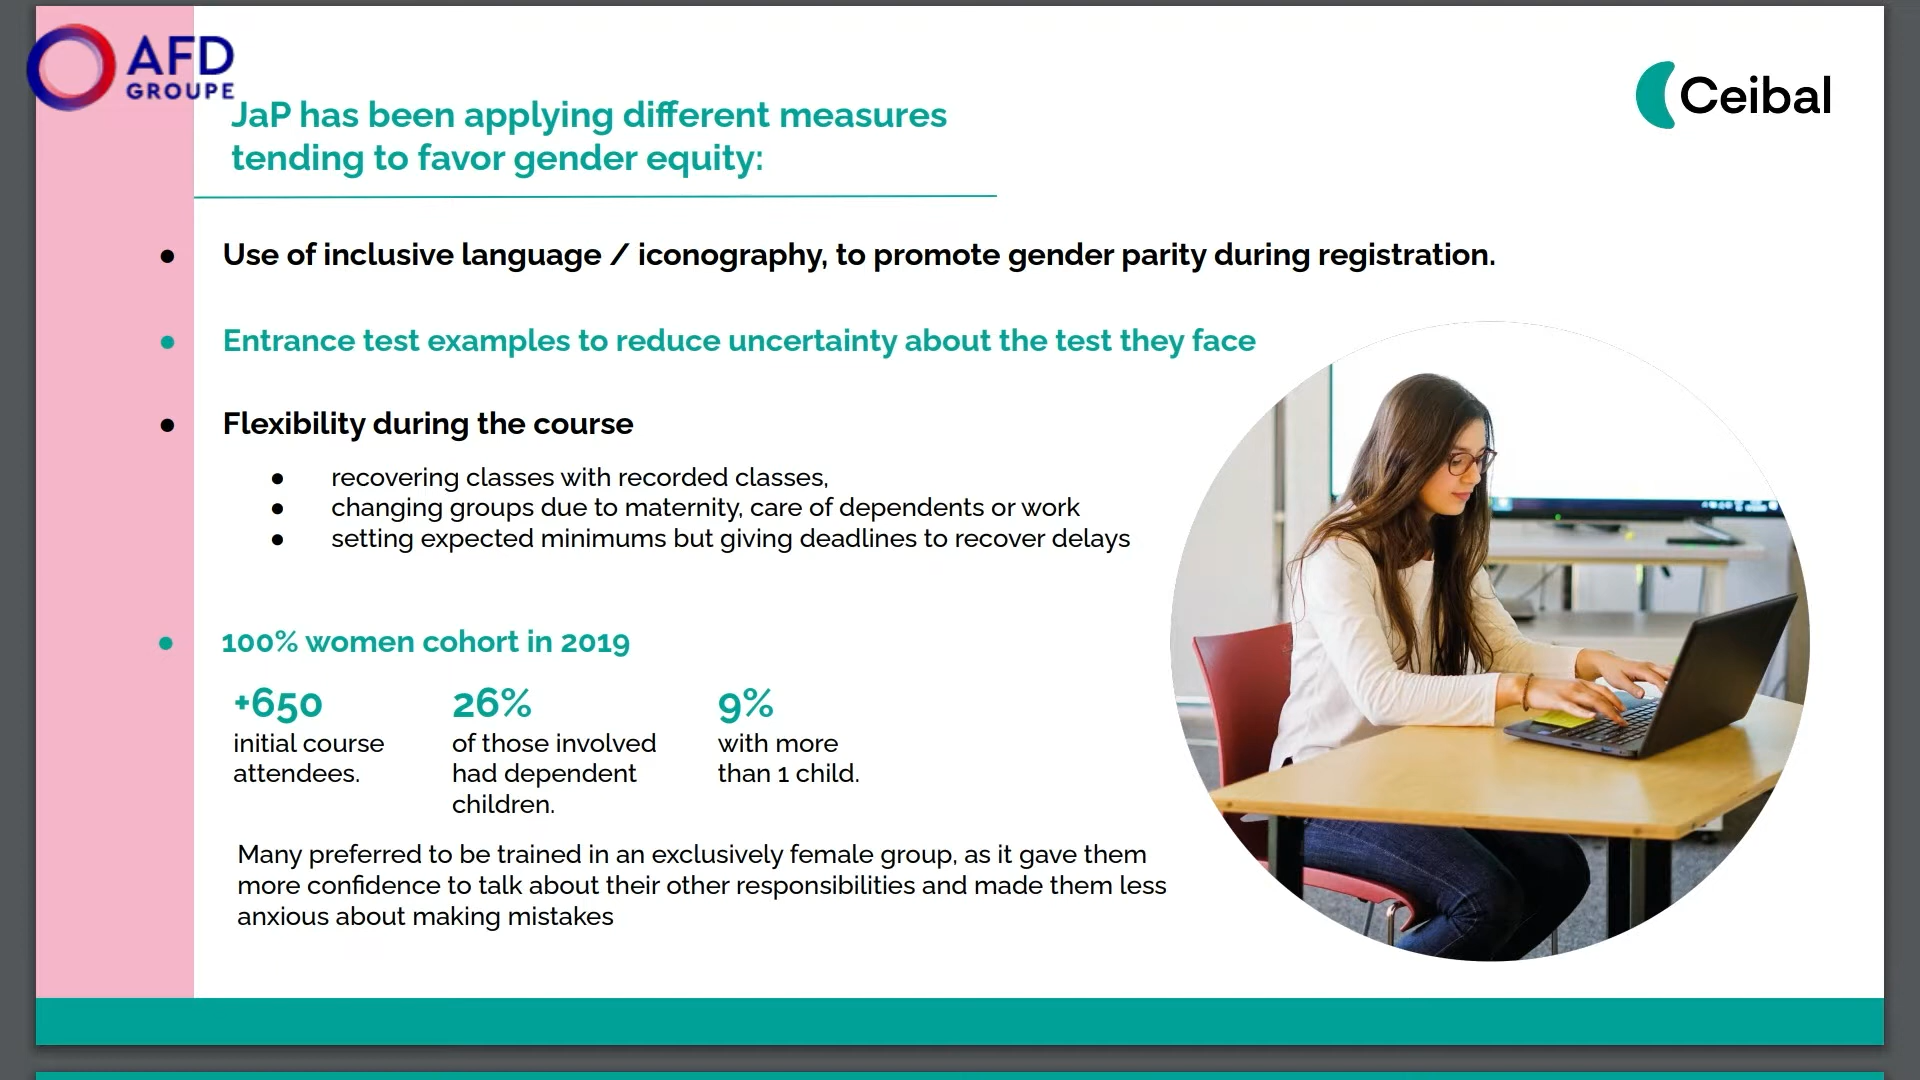 AFD
GROUPE
Ceibal
JaP has been applying different measures
tending to favor gender equity:
● Use of inclusive language / iconography, to promote gender parity during registration.
● Entrance test examples to reduce uncertainty about the test they face
● Flexibility during the course
● recovering classes with recorded classes,
● changing groups due to maternity, care of dependents or work
● setting expected minimums but giving deadlines to recover delays
● 100% women cohort in 2019
+650
initial course
attendees.
26%
of those involved
had dependent
children.
9%
with more
than 1 child.
Many preferred to be trained in an exclusively female group, as it gave them
more confidence to talk about their other responsibilities and made them less
anxious about making mistakes